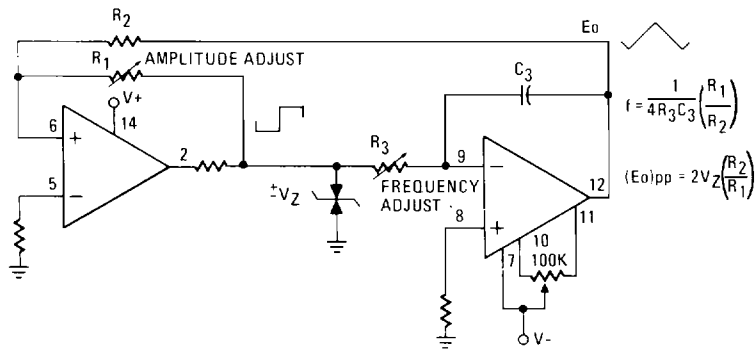 R2
Eo
R1
AMPLITUDE ADJUST
V+
14
6
+
5
−
2
±VZ
R3
FREQUENCY
ADJUST
C3
9
−
8
+
12
11
10
7
100K
V-
f = 1/4R3C3 (R1/R2)
(Eo)pp = 2VZ (R2/R1)